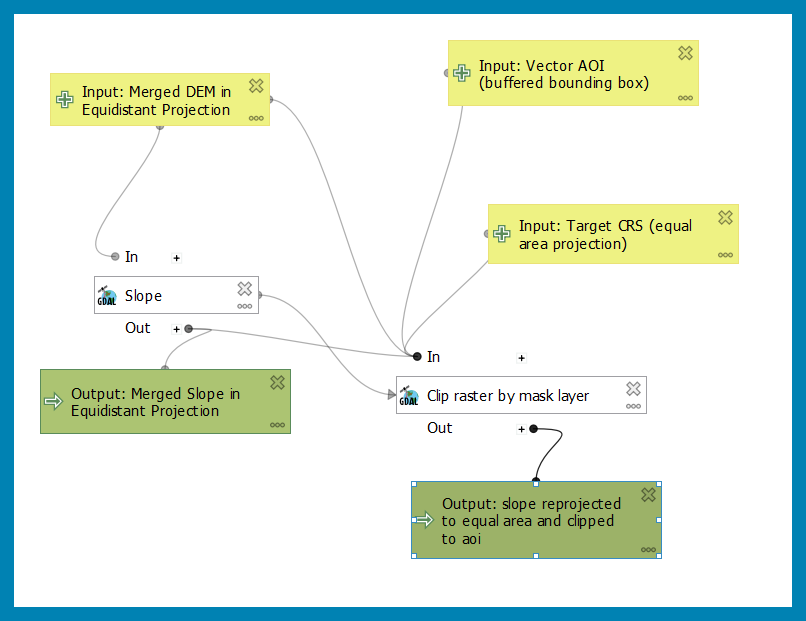 Input: Vector AOI
(buffered bounding box)
Input: Merged DEM in
Equidistant Projection
Input: Target CRS (equal
area projection)
In
+
GDAL
Slope
Out
+
In
+
Output: Merged Slope in
Equidistant Projection
GDAL
Clip raster by mask layer
Out
+
Output: slope reprojected
to equal area and clipped
to aoi